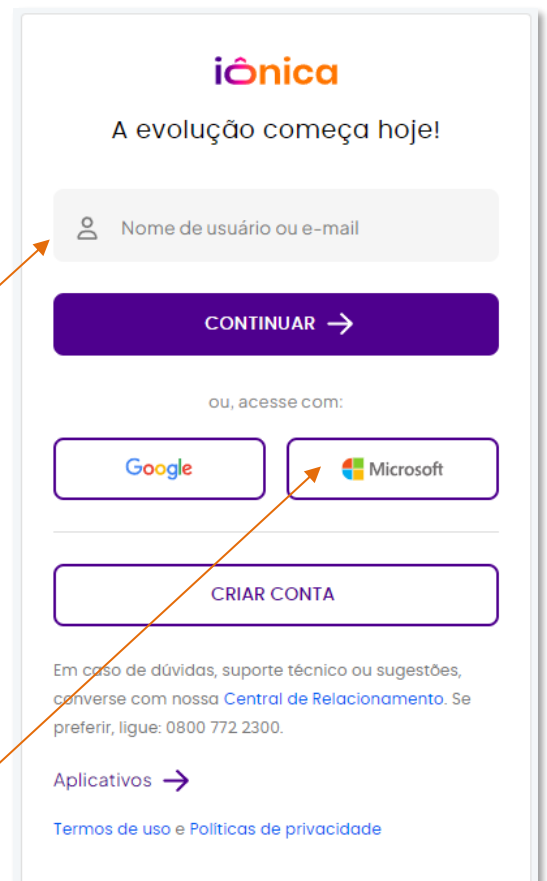 iônica
A evolução começa hoje!
Nome de usuário ou e-mail
CONTINUAR →
ou, acesse com:
Google
Microsoft
CRIAR CONTA
Em caso de dúvidas, suporte técnico ou sugestões,
converse com nossa Central de Relacionamento. Se
preferir, ligue: 0800 772 2300.
Aplicativos →
Termos de uso e Políticas de privacidade